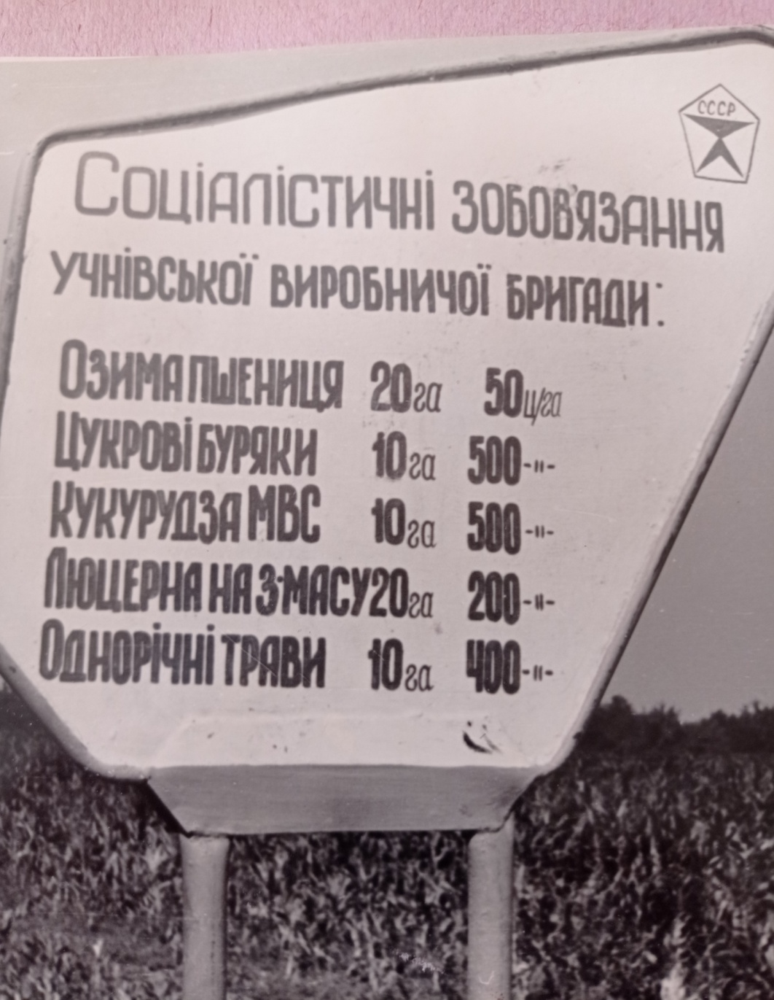 СССР
Соціалістичні зобов'язання
учнівської виробничої бригади:
Озима пшениця 20га 50ц/га
Цукрові буряки 10га 500-"-
Кукурудза МВС 10га 500-"-
Люцерна на з·масу 20га 200-"-
Однорічні трави 10га 400-"-